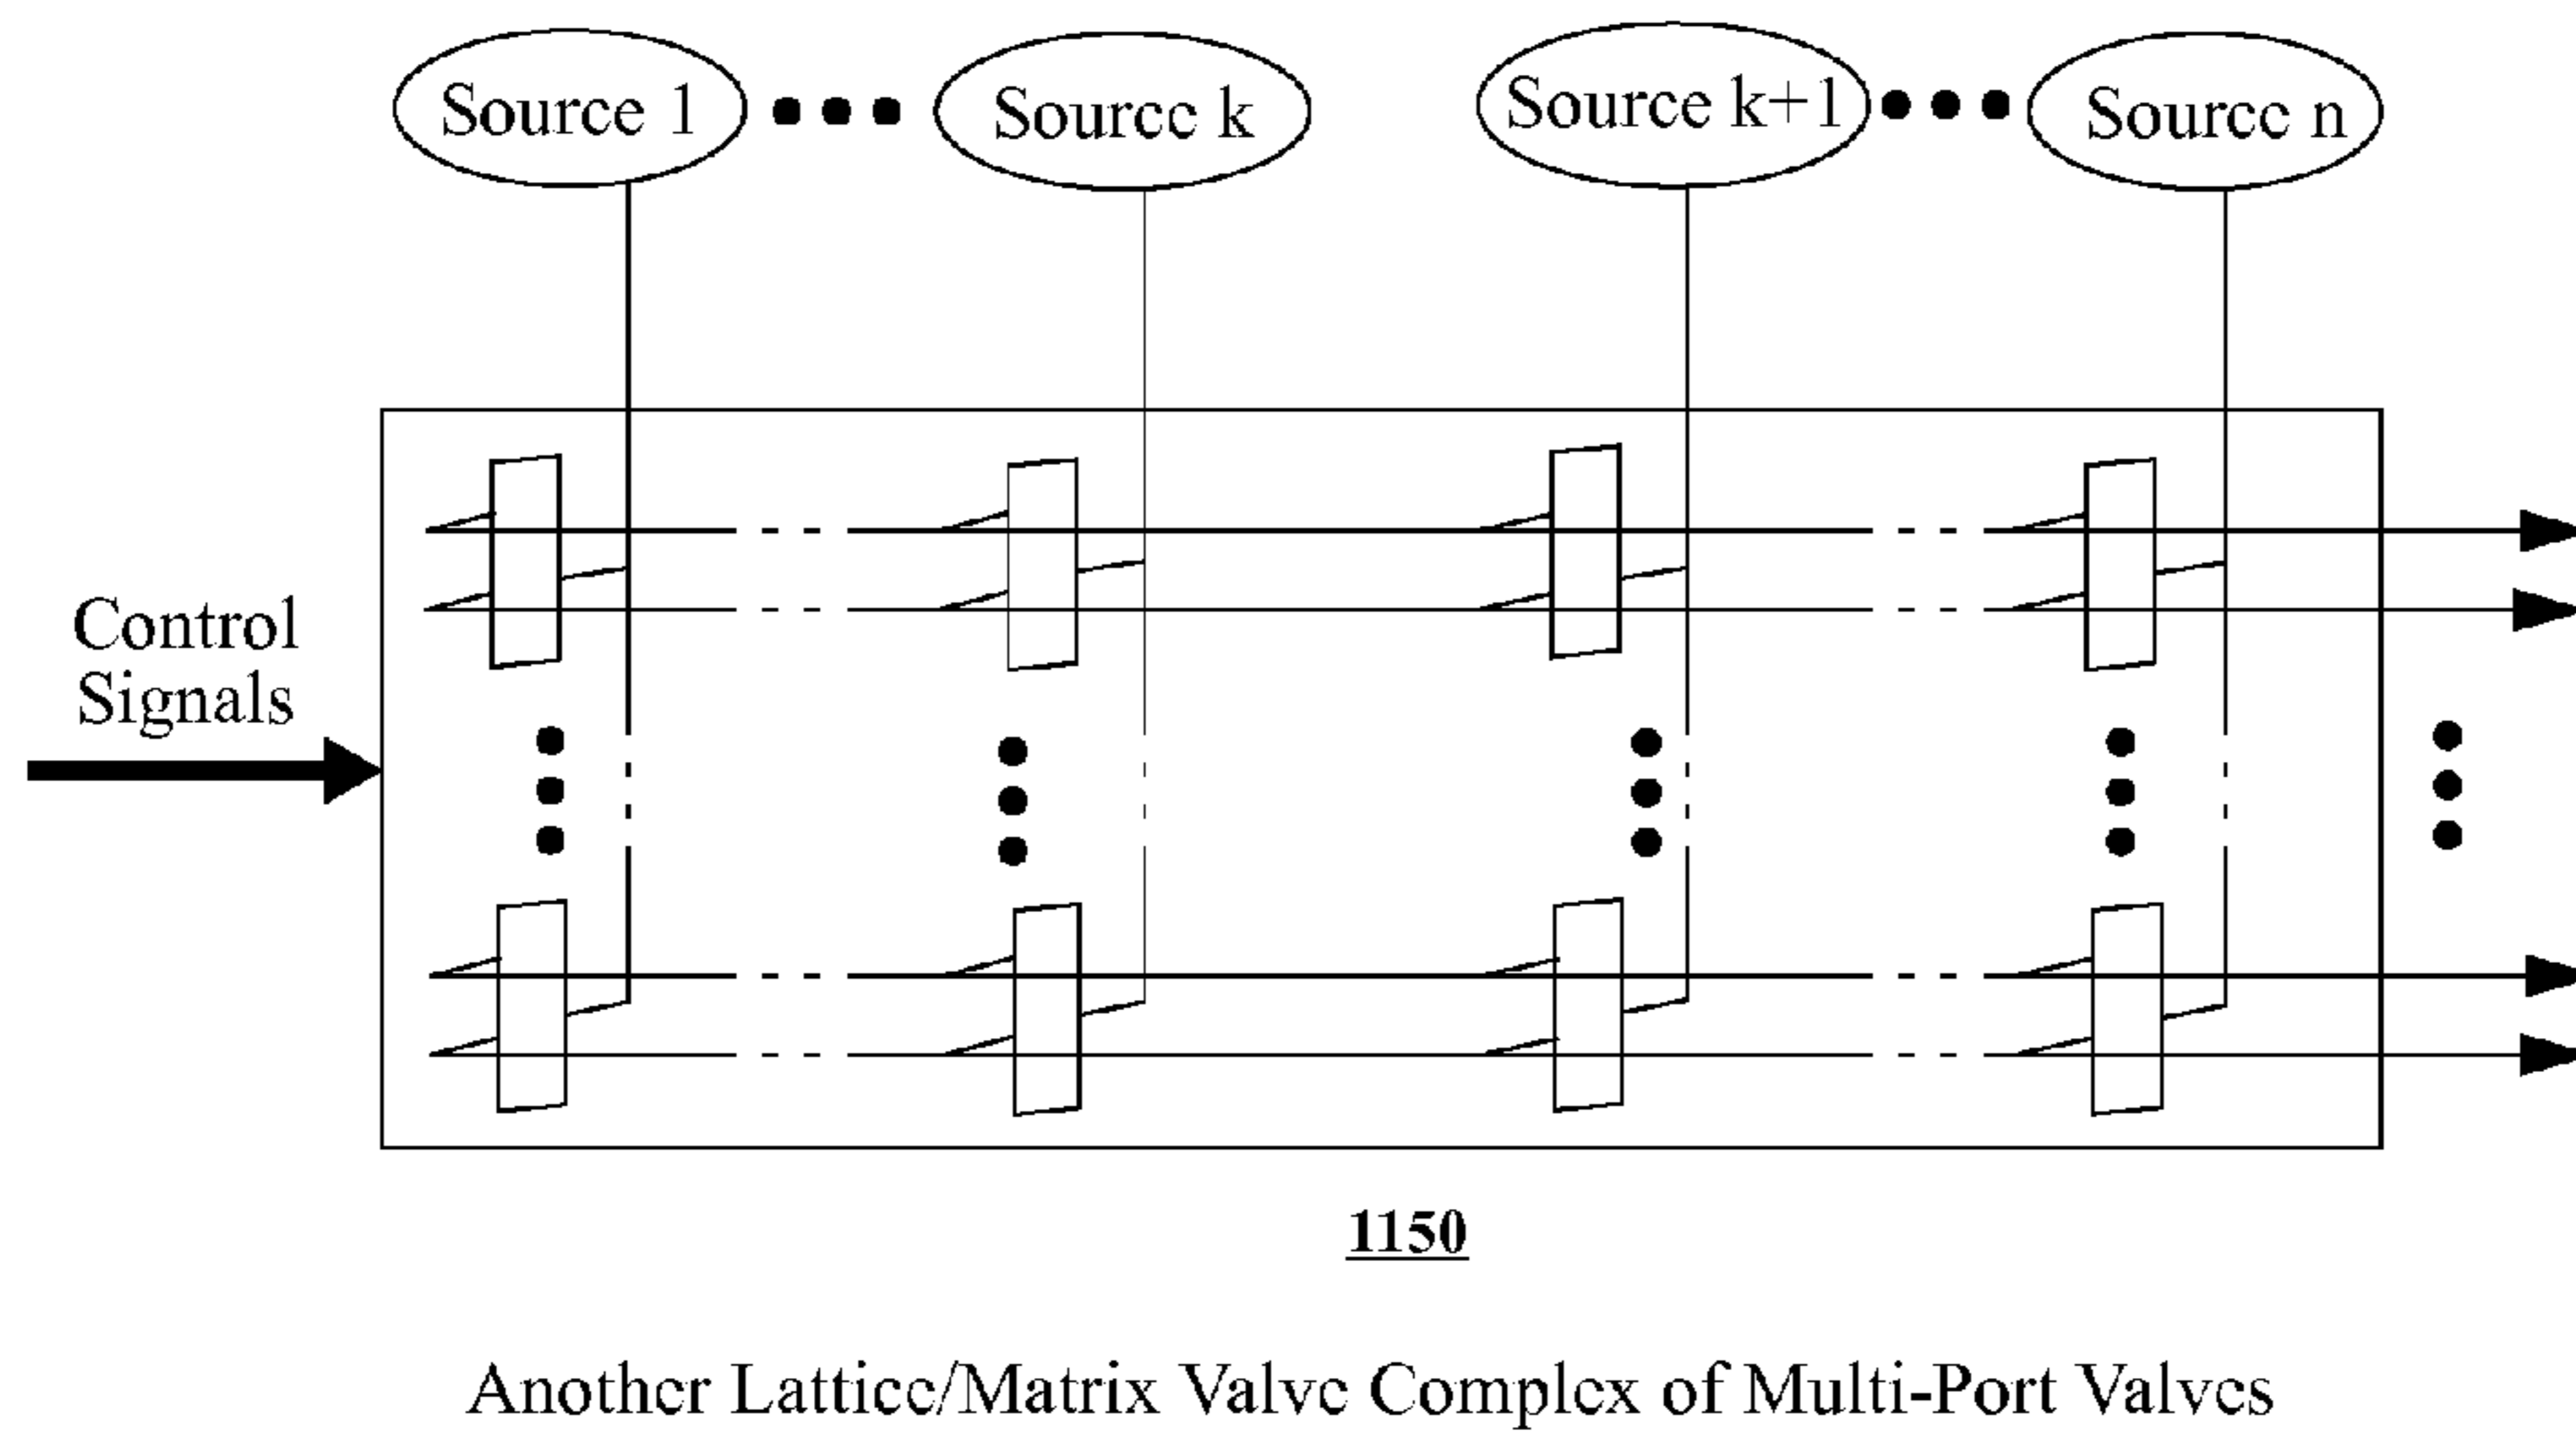 Source 1
Source k
Source k+1
Source n
Control
Signals
1150
Another Lattice/Matrix Valve Complex of Multi-Port Valves